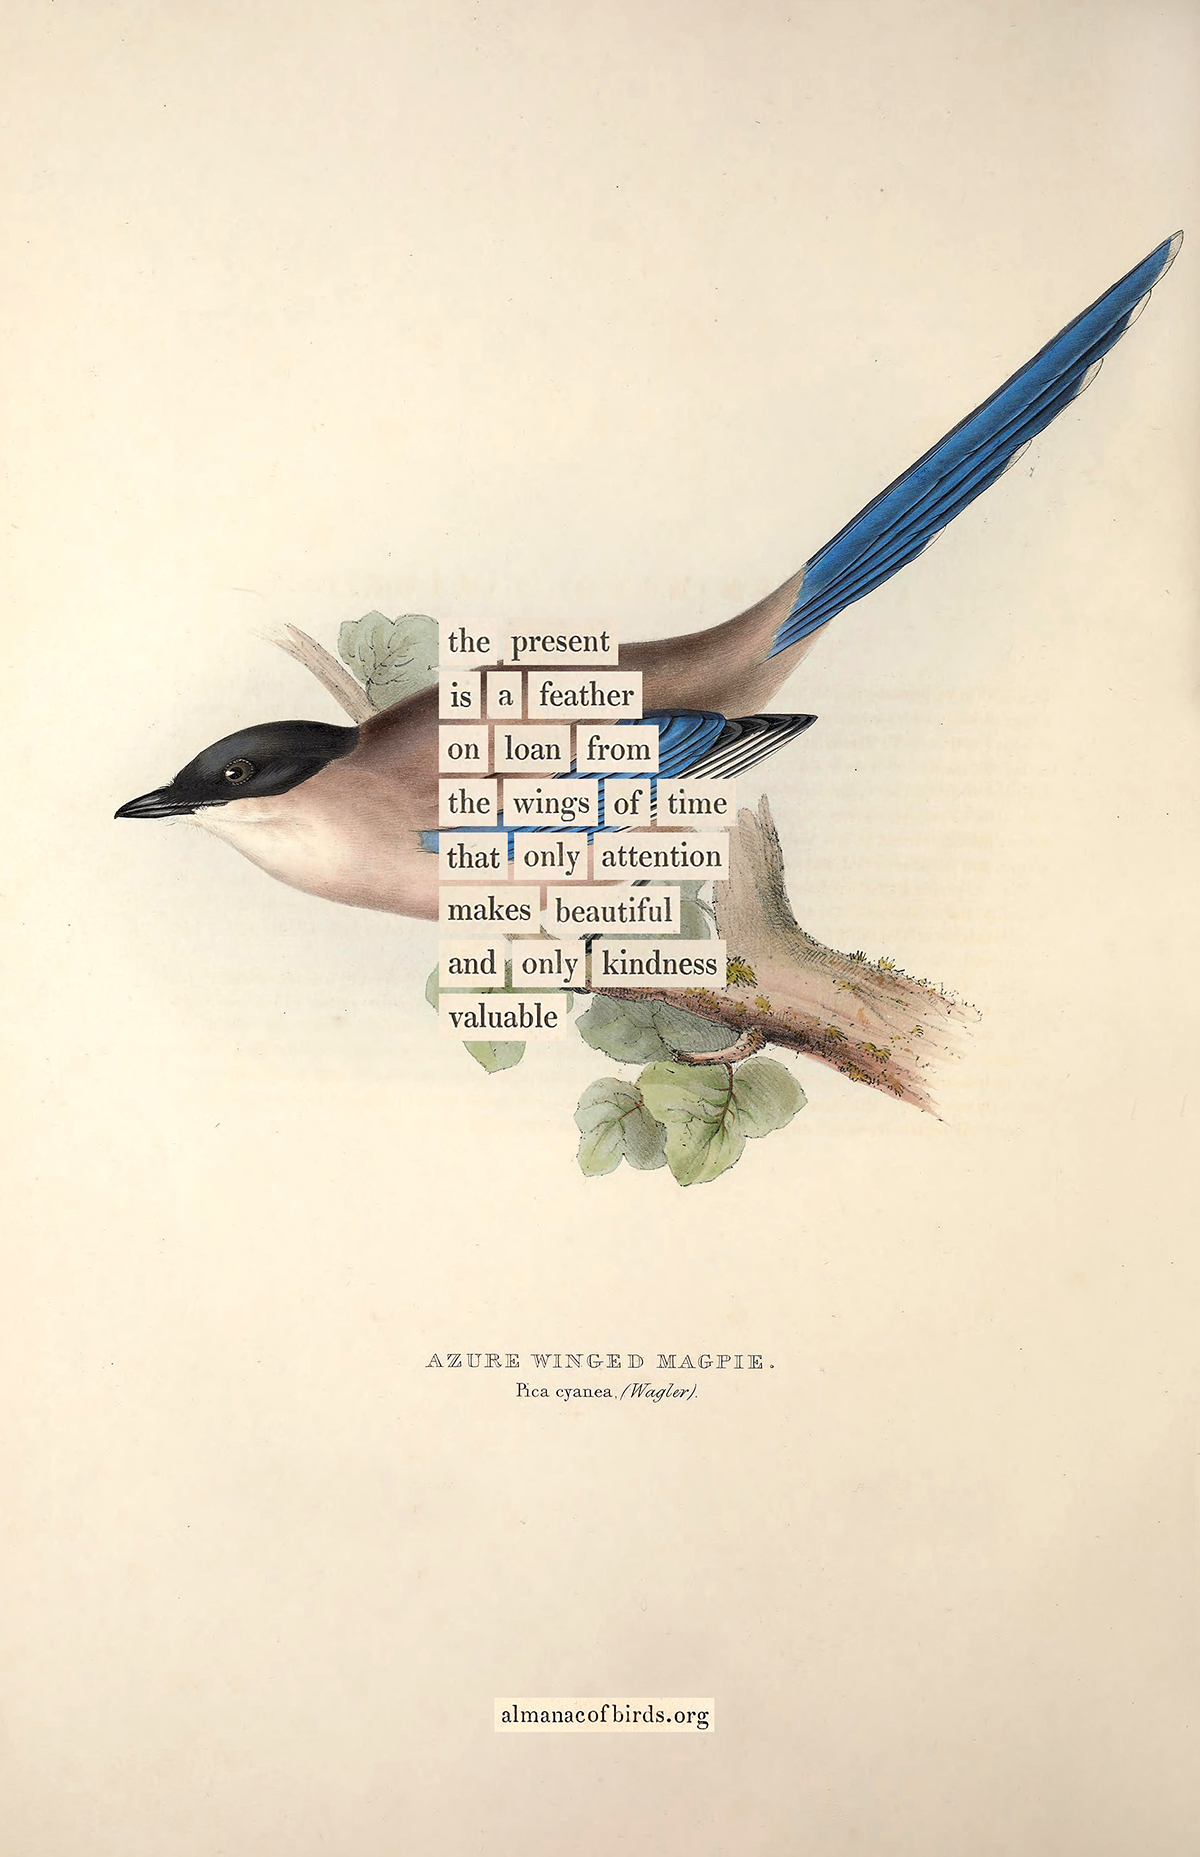 the present
is a feather
on loan from
the wings of time
that only attention
makes beautiful
and only kindness
valuable
AZURE WINGED MAGPIE.
Pica cyanea, (Wagler).
almanacofbirds.org